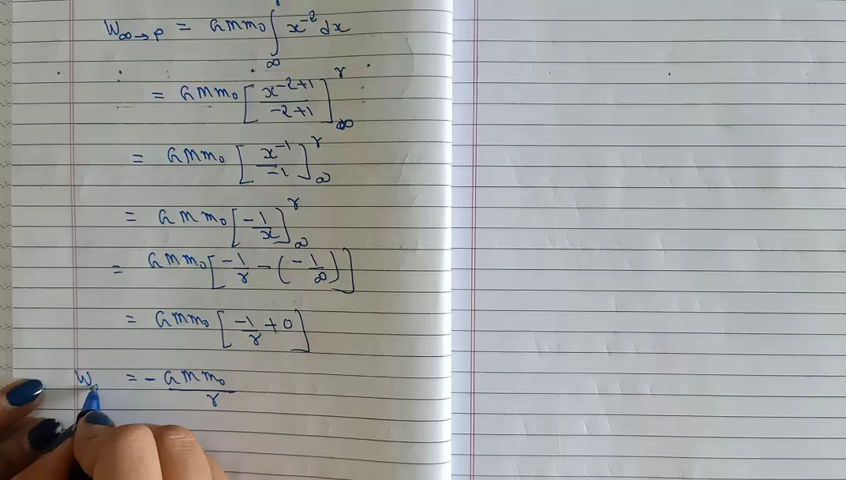 W∞→P = GMm₀ ∫_∞^r x⁻² dx
= GMm₀ [x⁻²⁺¹ / -2+1]_∞^r
= GMm₀ [x⁻¹ / -1]_∞^r
= GMm₀ [-1/x]_∞^r
= GMm₀ [-1/r - (-1/∞)]
= GMm₀ [-1/r + 0]
W = - GMm₀ / r